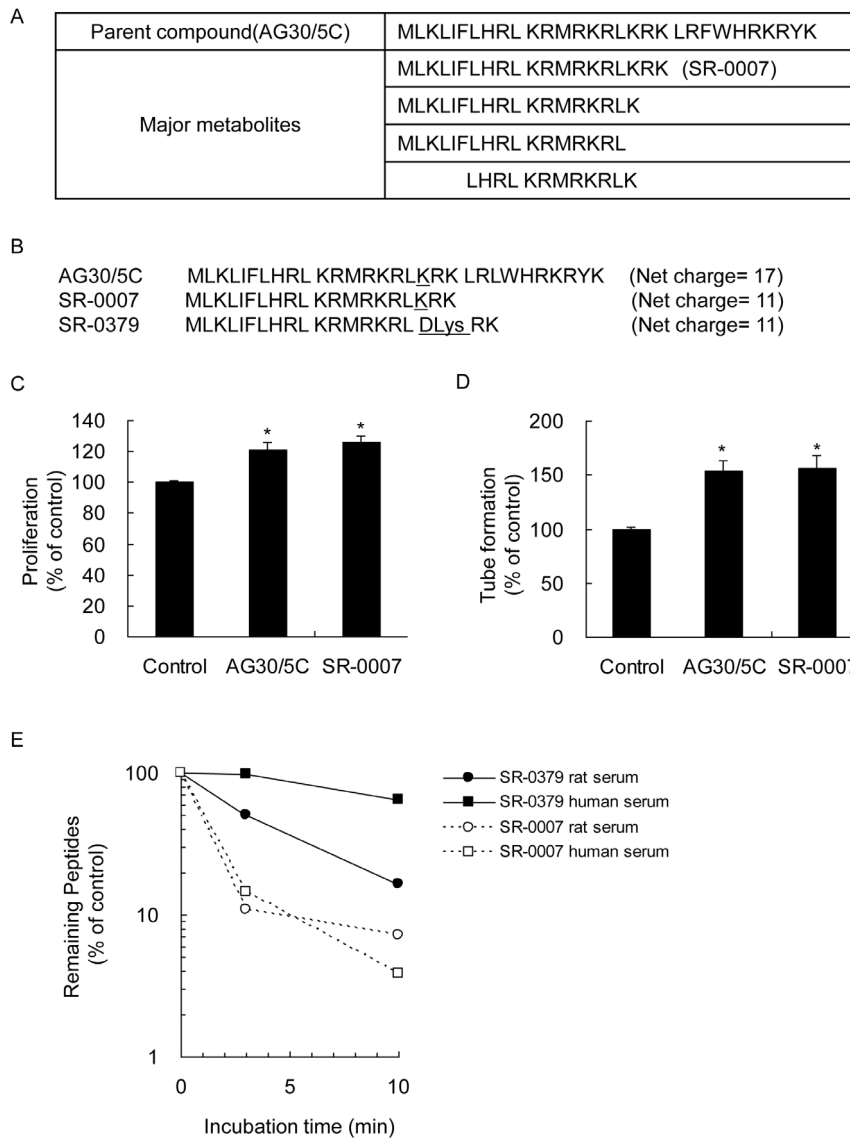 A
Parent compound(AG30/5C) MLKLIFLHRL KRMRKRLKRK LRFWHRKRYK
Major metabolites
MLKLIFLHRL KRMRKRLKRK (SR-0007)
MLKLIFLHRL KRMRKRLK
MLKLIFLHRL KRMRKRL
LHRL KRMRKRLK
B
AG30/5C MLKLIFLHRL KRMRKRLKRK LRLWHRKRYK (Net charge= 17)
SR-0007 MLKLIFLHRL KRMRKRLKRK (Net charge= 11)
SR-0379 MLKLIFLHRL KRMRKRL DLys RK (Net charge= 11)
C
Proliferation
(% of control)
140
120
100
80
60
40
20
0
*
*
Control AG30/5C SR-0007
D
Tube formation
(% of control)
200
150
100
50
0
*
*
Control AG30/5C SR-0007
E
Remaining Peptides
(% of control)
100
10
1
0 5 10
Incubation time (min)
SR-0379 rat serum
SR-0379 human serum
SR-0007 rat serum
SR-0007 human serum